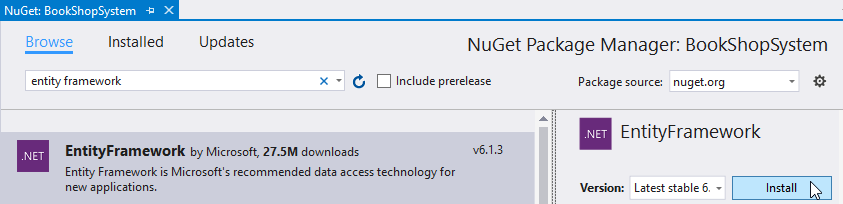 NuGet: BookShopSystem
Browse Installed Updates
NuGet Package Manager: BookShopSystem
entity framework
Include prerelease
Package source: nuget.org
.NET
EntityFramework by Microsoft, 27.5M downloads
v6.1.3
Entity Framework is Microsoft's recommended data access technology for
new applications.
.NET
EntityFramework
Version: Latest stable 6.
Install